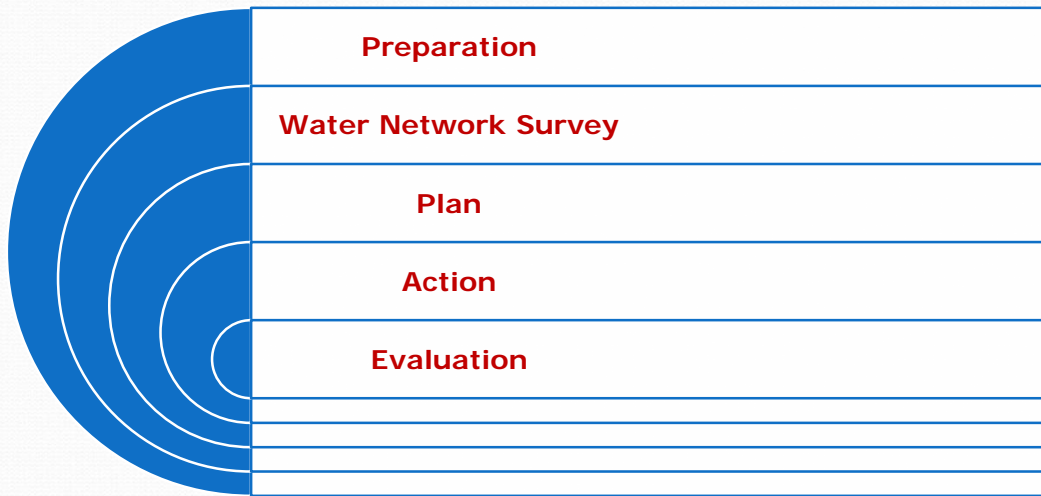 Preparation
Water Network Survey
Plan
Action
Evaluation